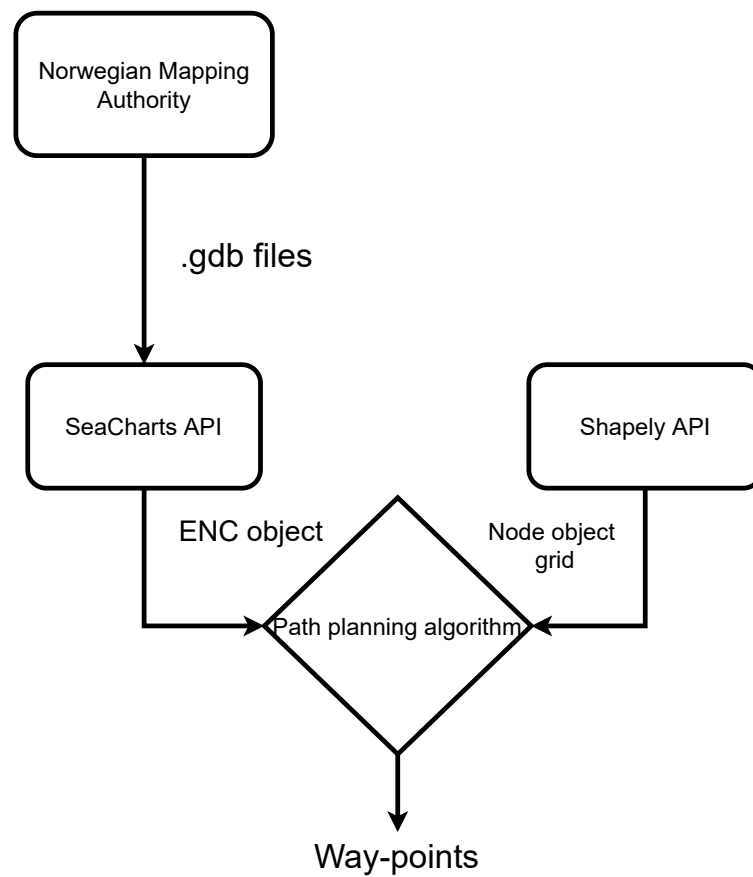 Norwegian Mapping
Authority
.gdb files
SeaCharts API
Shapely API
ENC object
Node object
grid
Path planning algorithm
Way-points